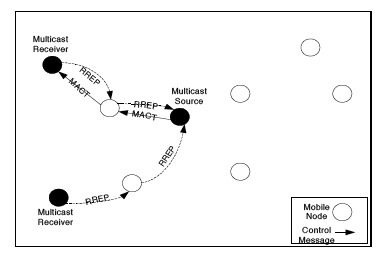 Multicast
Receiver
RREP
MACT
Multicast
Source
RREP
MACT
RREP
RREP
Multicast
Receiver
Mobile
Node
Control
Message